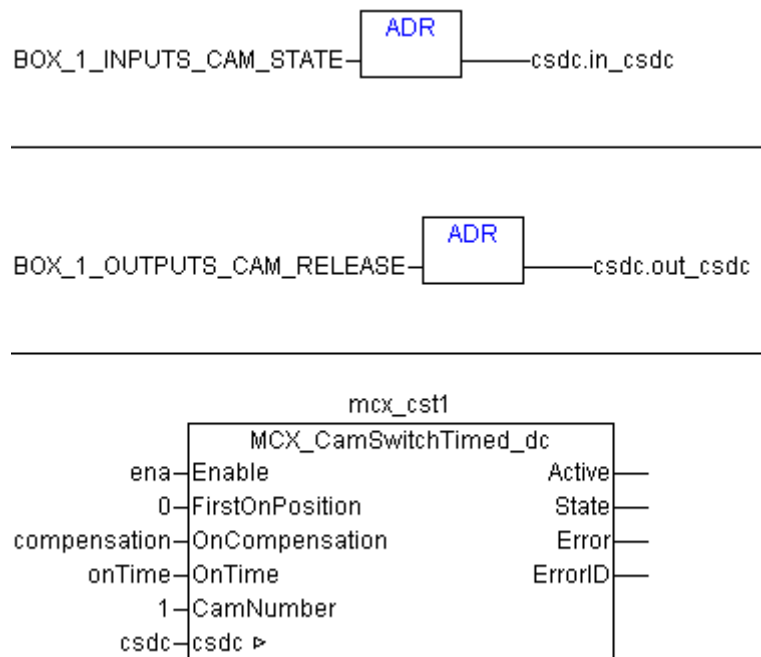 ADR
BOX_1_INPUTS_CAM_STATE csdc.in_csdc
ADR
BOX_1_OUTPUTS_CAM_RELEASE csdc.out_csdc
mcx_cst1
MCX_CamSwitchTimed_dc
ena Enable Active
0 FirstOnPosition State
compensation OnCompensation Error
onTime OnTime ErrorID
1 CamNumber
csdc csdc ▷